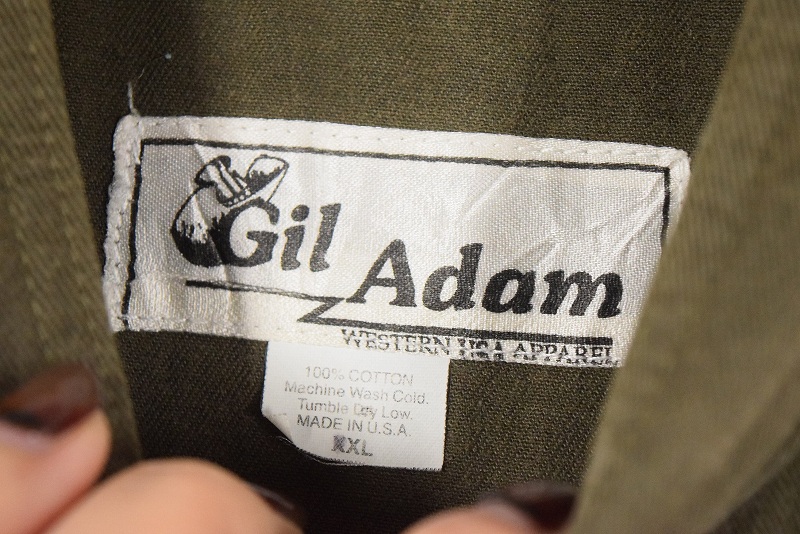 Gil Adam
WESTERN USA APPAREL
100% COTTON
Machine Wash Cold.
Tumble Dry Low.
MADE IN U.S.A.
XXL